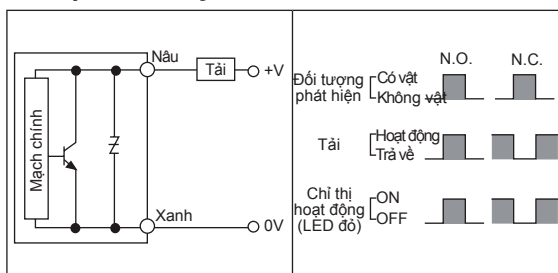 Nâu
Tải
+V
Mạch chính
Xanh
0V
N.O.
N.C.
Đối tượng
phát hiện
Có vật
Không vật
Tải
Hoạt động
Trả về
Chỉ thị
hoạt động
(LED đỏ)
ON
OFF